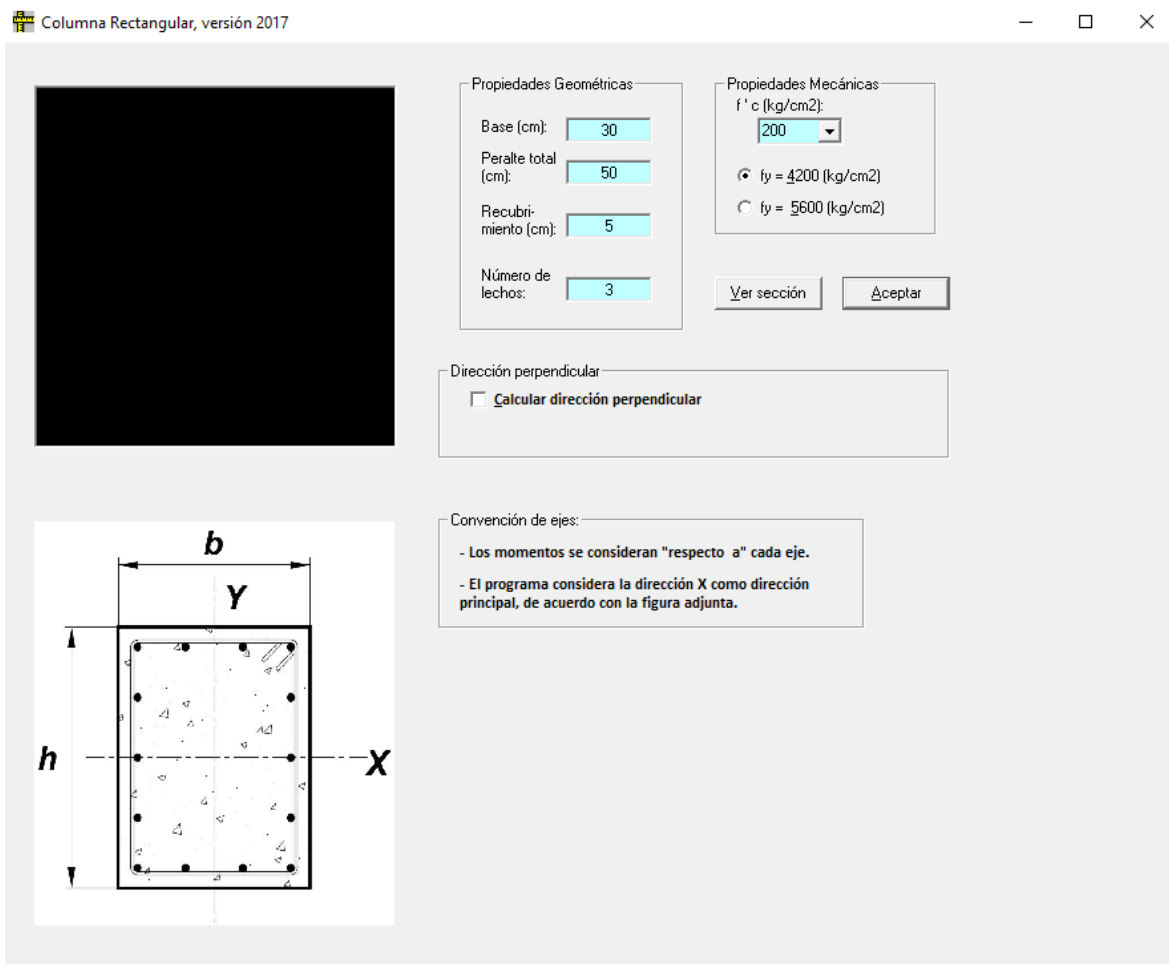 Columna Rectangular, versión 2017
Propiedades Geométricas
Base (cm):
30
Peralte total
(cm):
50
Recubri-
miento (cm):
5
Número de
lechos:
3
Propiedades Mecánicas
f ' c (kg/cm2):
200
fy = 4200 (kg/cm2)
fy = 5600 (kg/cm2)
Ver sección
Aceptar
Dirección perpendicular
Calcular dirección perpendicular
Convención de ejes:
- Los momentos se consideran "respecto a" cada eje.
- El programa considera la dirección X como dirección
principal, de acuerdo con la figura adjunta.
b
Y
h
X